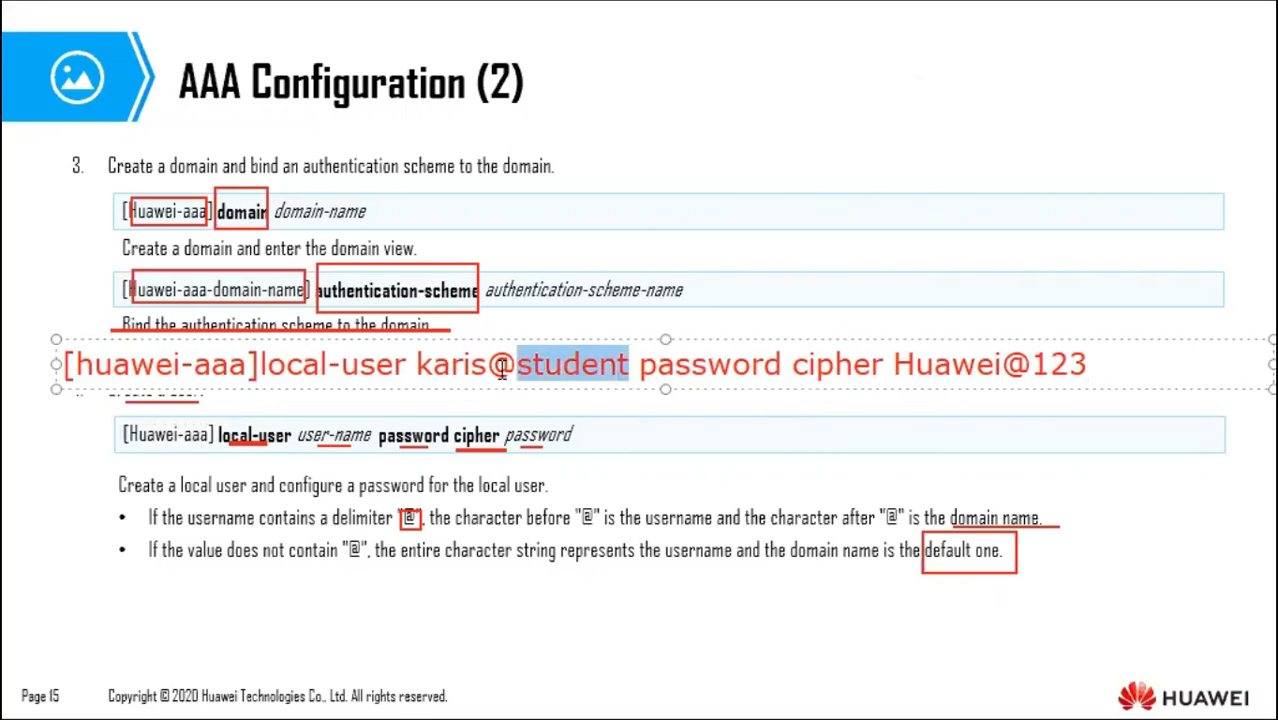 AAA Configuration (2)
3. Create a domain and bind an authentication scheme to the domain.
[Huawei-aaa] domain domain-name
Create a domain and enter the domain view.
[Huawei-aaa-domain-name] authentication-scheme authentication-scheme-name
Bind the authentication scheme to the domain.
[huawei-aaa]local-user karis@student password cipher Huawei@123
[Huawei-aaa] local-user user-name password cipher password
Create a local user and configure a password for the local user.
• If the username contains a delimiter "@", the character before "@" is the username and the character after "@" is the domain name.
• If the value does not contain "@", the entire character string represents the username and the domain name is the default one.
Page 15 Copyright © 2020 Huawei Technologies Co., Ltd. All rights reserved.
HUAWEI